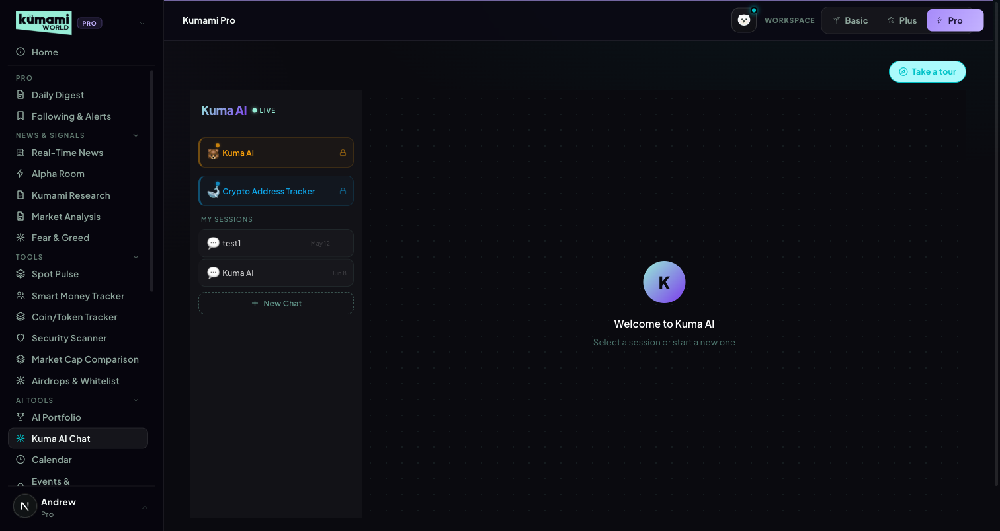 kūmami
WORLD
PRO
Home
PRO
Daily Digest
Following & Alerts
NEWS & SIGNALS
Real-Time News
Alpha Room
Kumami Research
Market Analysis
Fear & Greed
TOOLS
Spot Pulse
Smart Money Tracker
Coin/Token Tracker
Security Scanner
Market Cap Comparison
Airdrops & Whitelist
AI TOOLS
AI Portfolio
Kuma AI Chat
Calendar
Events &
N
Andrew
Pro
Kumami Pro
WORKSPACE
Basic
Plus
Pro
Take a tour
Kuma AI
LIVE
Kuma AI
Crypto Address Tracker
MY SESSIONS
test1
May 12
Kuma AI
Jun 8
+ New Chat
K
Welcome to Kuma AI
Select a session or start a new one